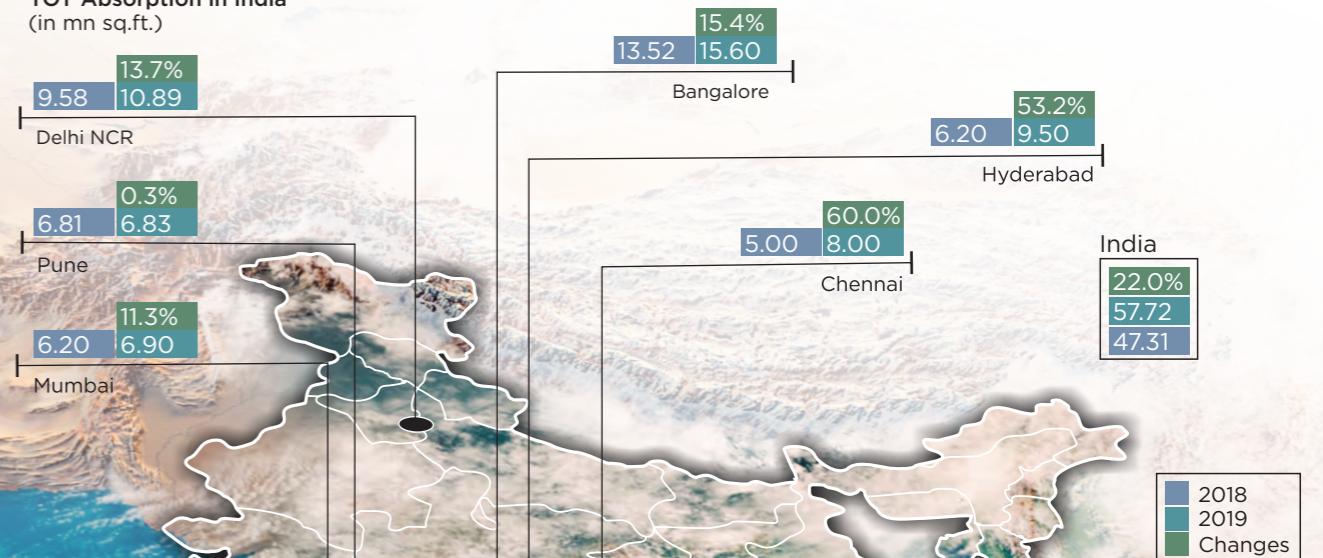 Absorption in India
(in mn sq.ft.)
13.7%
9.58 10.89
Delhi NCR
0.3%
6.81 6.83
Pune
11.3%
6.20 6.90
Mumbai
15.4%
13.52 15.60
Bangalore
53.2%
6.20 9.50
Hyderabad
60.0%
5.00 8.00
Chennai
India
22.0%
57.72
47.31
2018
2019
Changes